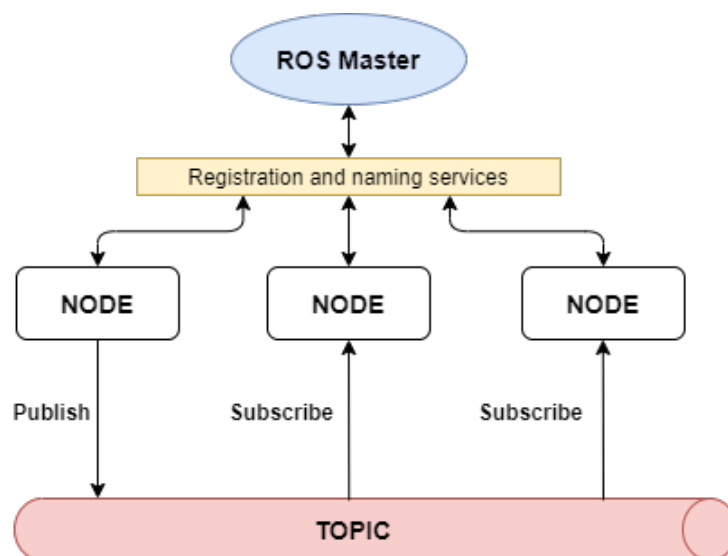 ROS Master
Registration and naming services
NODE
NODE
NODE
Publish
Subscribe
Subscribe
TOPIC